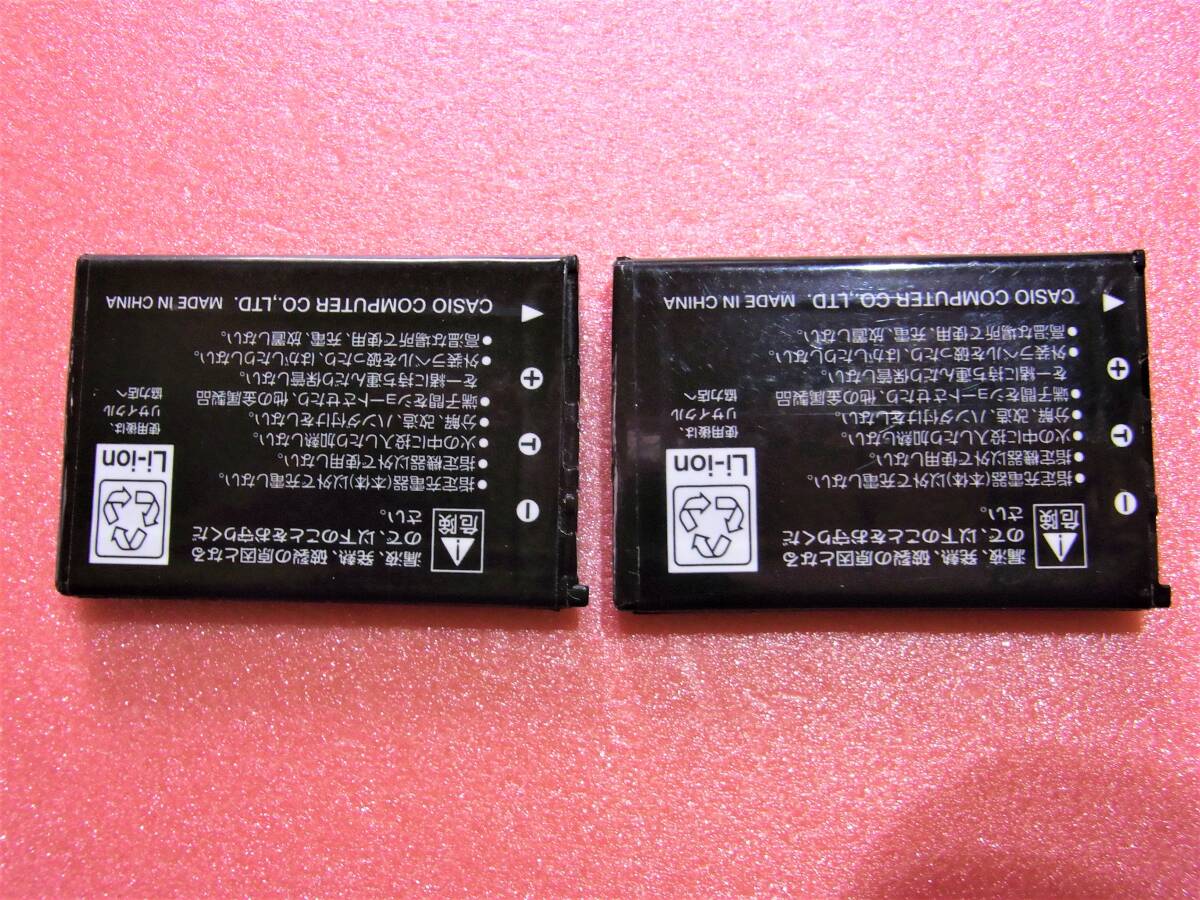 漏液、発熱、破裂の原因となる
ので、以下のことをお守りくだ
さい。
危険
●指定充電器(本体)以外で充電しない。
●指定機器以外で使用しない。
●火の中に投入したり加熱しない。
●分解、改造、ハンダ付けをしない。
●端子間をショートさせたり、他の金属製品
を一緒に持ち運んだり保管しない。
●外装ラベルを破ったり、はがしたりしない。
●高温な場所で使用、充電、放置しない。
CASIO COMPUTER CO.,LTD. MADE IN CHINA
Li-ion
使用後は、
リサイクル
協力店へ
－
T
＋
漏液、発熱、破裂の原因となる
ので、以下のことをお守りくだ
さい。
危険
●指定充電器(本体)以外で充電しない。
●指定機器以外で使用しない。
●火の中に投入したり加熱しない。
●分解、改造、ハンダ付けをしない。
●端子間をショートさせたり、他の金属製品
を一緒に持ち運んだり保管しない。
●外装ラベルを破ったり、はがしたりしない。
●高温な場所で使用、充電、放置しない。
CASIO COMPUTER CO.,LTD. MADE IN CHINA
Li-ion
使用後は、
リサイクル
協力店へ
－
T
＋